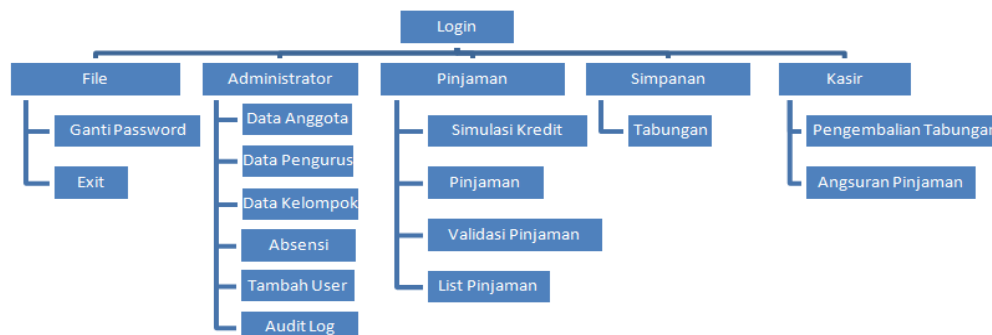 Login
File
Administrator
Pinjaman
Simpanan
Kasir
Ganti Password
Exit
Data Anggota
Data Pengurus
Data Kelompok
Absensi
Tambah User
Audit Log
Simulasi Kredit
Pinjaman
Validasi Pinjaman
List Pinjaman
Tabungan
Pengembalian Tabungan
Angsuran Pinjaman